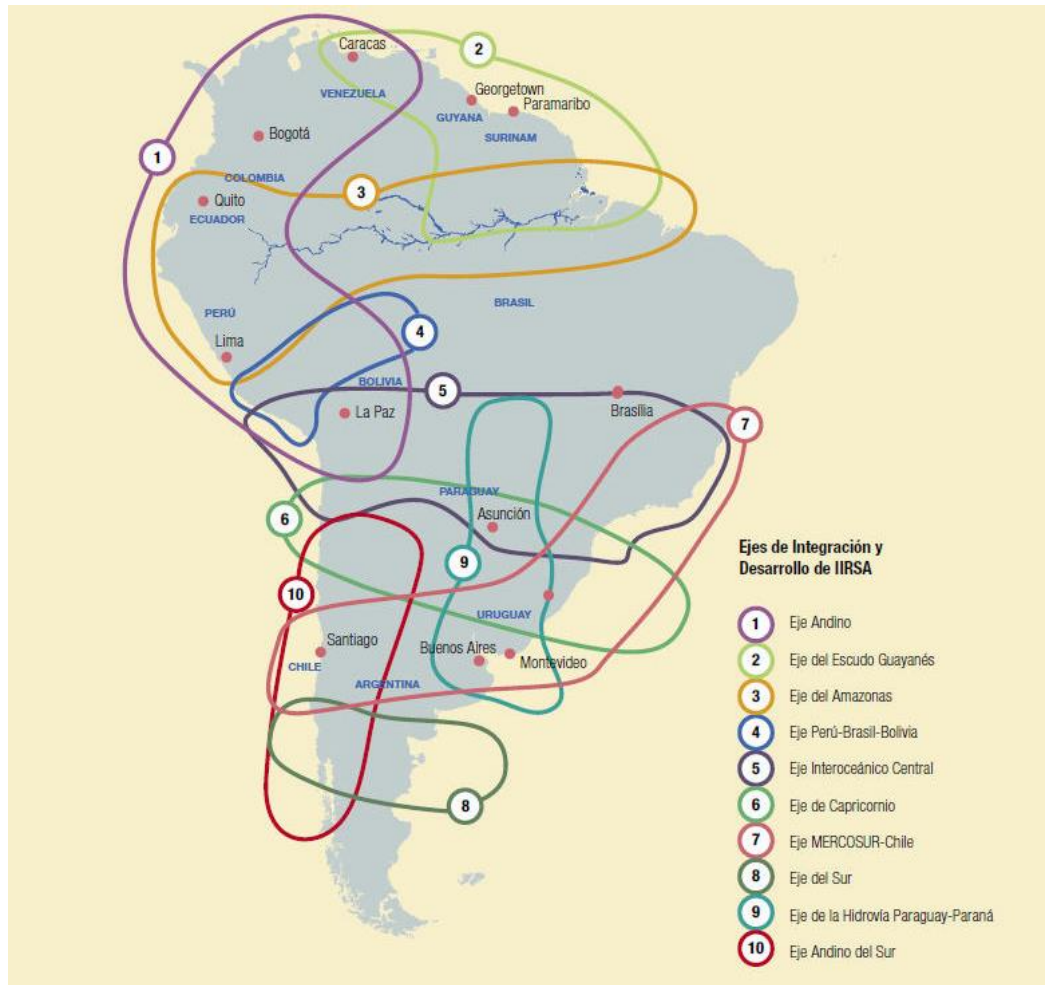 Caracas
2
VENEZUELA
Georgetown
Paramaribo
GUYANA
SURINAM
Bogotá
1
COLOMBIA
3
Quito
ECUADOR
BRASIL
PERÚ
4
Lima
BOLIVIA
5
La Paz
Brasília
7
PARAGUAY
6
Asunción
9
10
URUGUAY
Santiago
Buenos Aires
Montevideo
CHILE
ARGENTINA
8
Ejes de Integración y
Desarrollo de IIRSA
1 Eje Andino
2 Eje del Escudo Guayanés
3 Eje del Amazonas
4 Eje Perú-Brasil-Bolivia
5 Eje Interoceánico Central
6 Eje de Capricornio
7 Eje MERCOSUR-Chile
8 Eje del Sur
9 Eje de la Hidrovía Paraguay-Paraná
10 Eje Andino del Sur